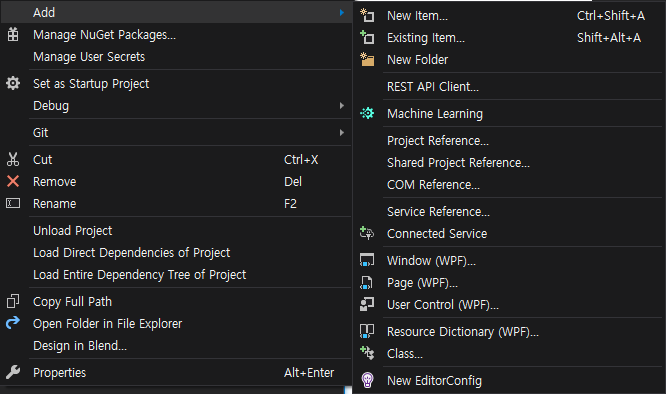 Add
Manage NuGet Packages...
Manage User Secrets
Set as Startup Project
Debug
Git
Cut Ctrl+X
Remove Del
Rename F2
Unload Project
Load Direct Dependencies of Project
Load Entire Dependency Tree of Project
Copy Full Path
Open Folder in File Explorer
Design in Blend...
Properties Alt+Enter
New Item... Ctrl+Shift+A
Existing Item... Shift+Alt+A
New Folder
REST API Client...
Machine Learning
Project Reference...
Shared Project Reference...
COM Reference...
Service Reference...
Connected Service
Window (WPF)...
Page (WPF)...
User Control (WPF)...
Resource Dictionary (WPF)...
Class...
New EditorConfig